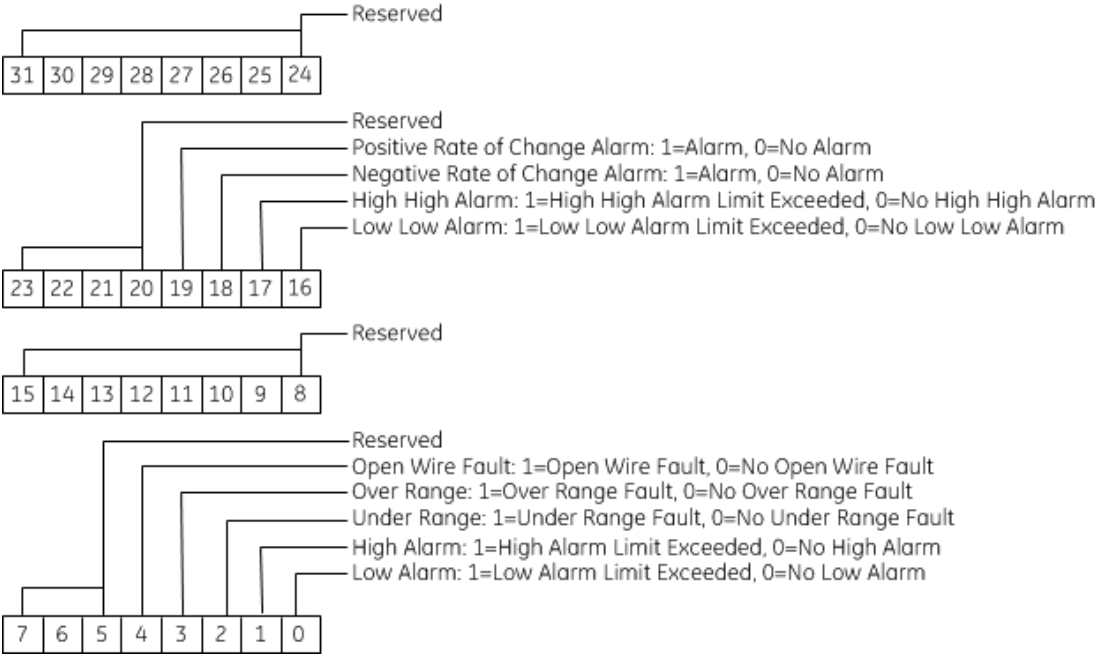 Reserved
31 30 29 28 27 26 25 24
Reserved
Positive Rate of Change Alarm: 1=Alarm, 0=No Alarm
Negative Rate of Change Alarm: 1=Alarm, 0=No Alarm
High High Alarm: 1=High High Alarm Limit Exceeded, 0=No High High Alarm
Low Low Alarm: 1=Low Low Alarm Limit Exceeded, 0=No Low Low Alarm
23 22 21 20 19 18 17 16
Reserved
15 14 13 12 11 10 9 8
Reserved
Open Wire Fault: 1=Open Wire Fault, 0=No Open Wire Fault
Over Range: 1=Over Range Fault, 0=No Over Range Fault
Under Range: 1=Under Range Fault, 0=No Under Range Fault
High Alarm: 1=High Alarm Limit Exceeded, 0=No High Alarm
Low Alarm: 1=Low Alarm Limit Exceeded, 0=No Low Alarm
7 6 5 4 3 2 1 0